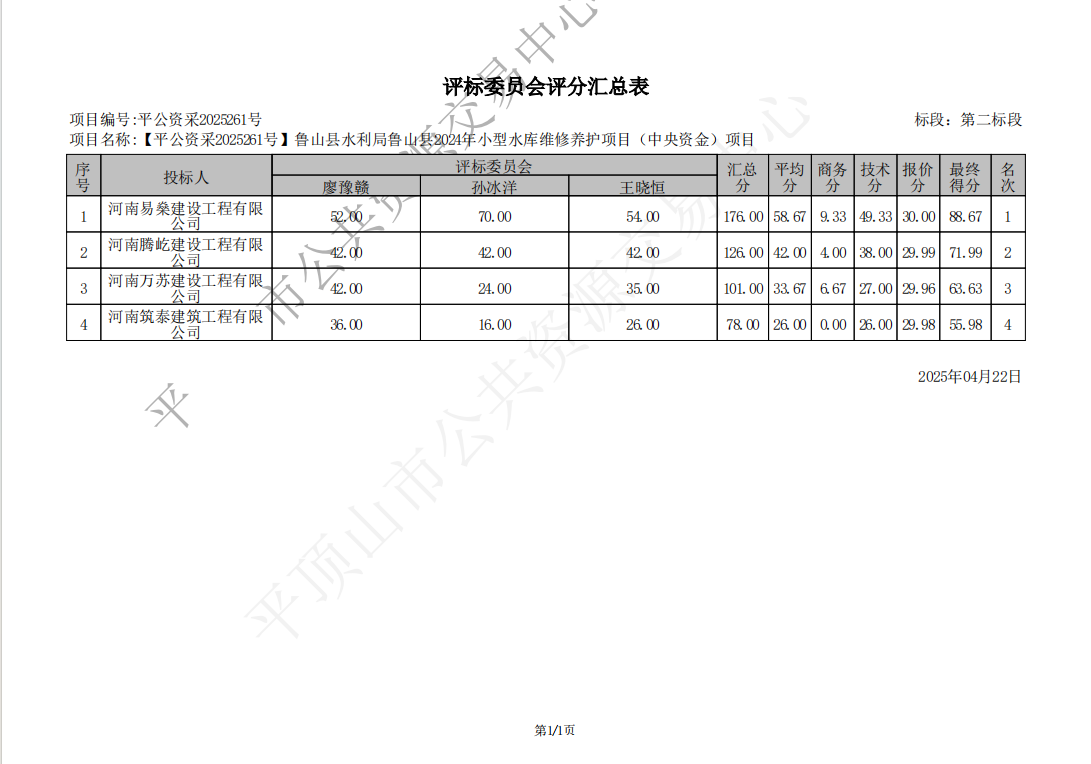 评标委员会评分汇总表
项目编号:平公资采2025261号
标段：第二标段
项目名称:【平公资采2025261号】鲁山县水利局鲁山县2024年小型水库维修养护项目（中央资金）项目
序号 投标人 评标委员会 汇总分 平均分 商务分 技术分 报价分 最终得分 名次
廖豫赣 孙冰洋 王晓恒
1 河南易燊建设工程有限公司 52.00 70.00 54.00 176.00 58.67 9.33 49.33 30.00 88.67 1
2 河南腾屹建设工程有限公司 42.00 42.00 42.00 126.00 42.00 4.00 38.00 29.99 71.99 2
3 河南万苏建设工程有限公司 42.00 24.00 35.00 101.00 33.67 6.67 27.00 29.96 63.63 3
4 河南筑泰建筑工程有限公司 36.00 16.00 26.00 78.00 26.00 0.00 26.00 29.98 55.98 4
2025年04月22日
平顶山市公共资源交易中心
第1/1页